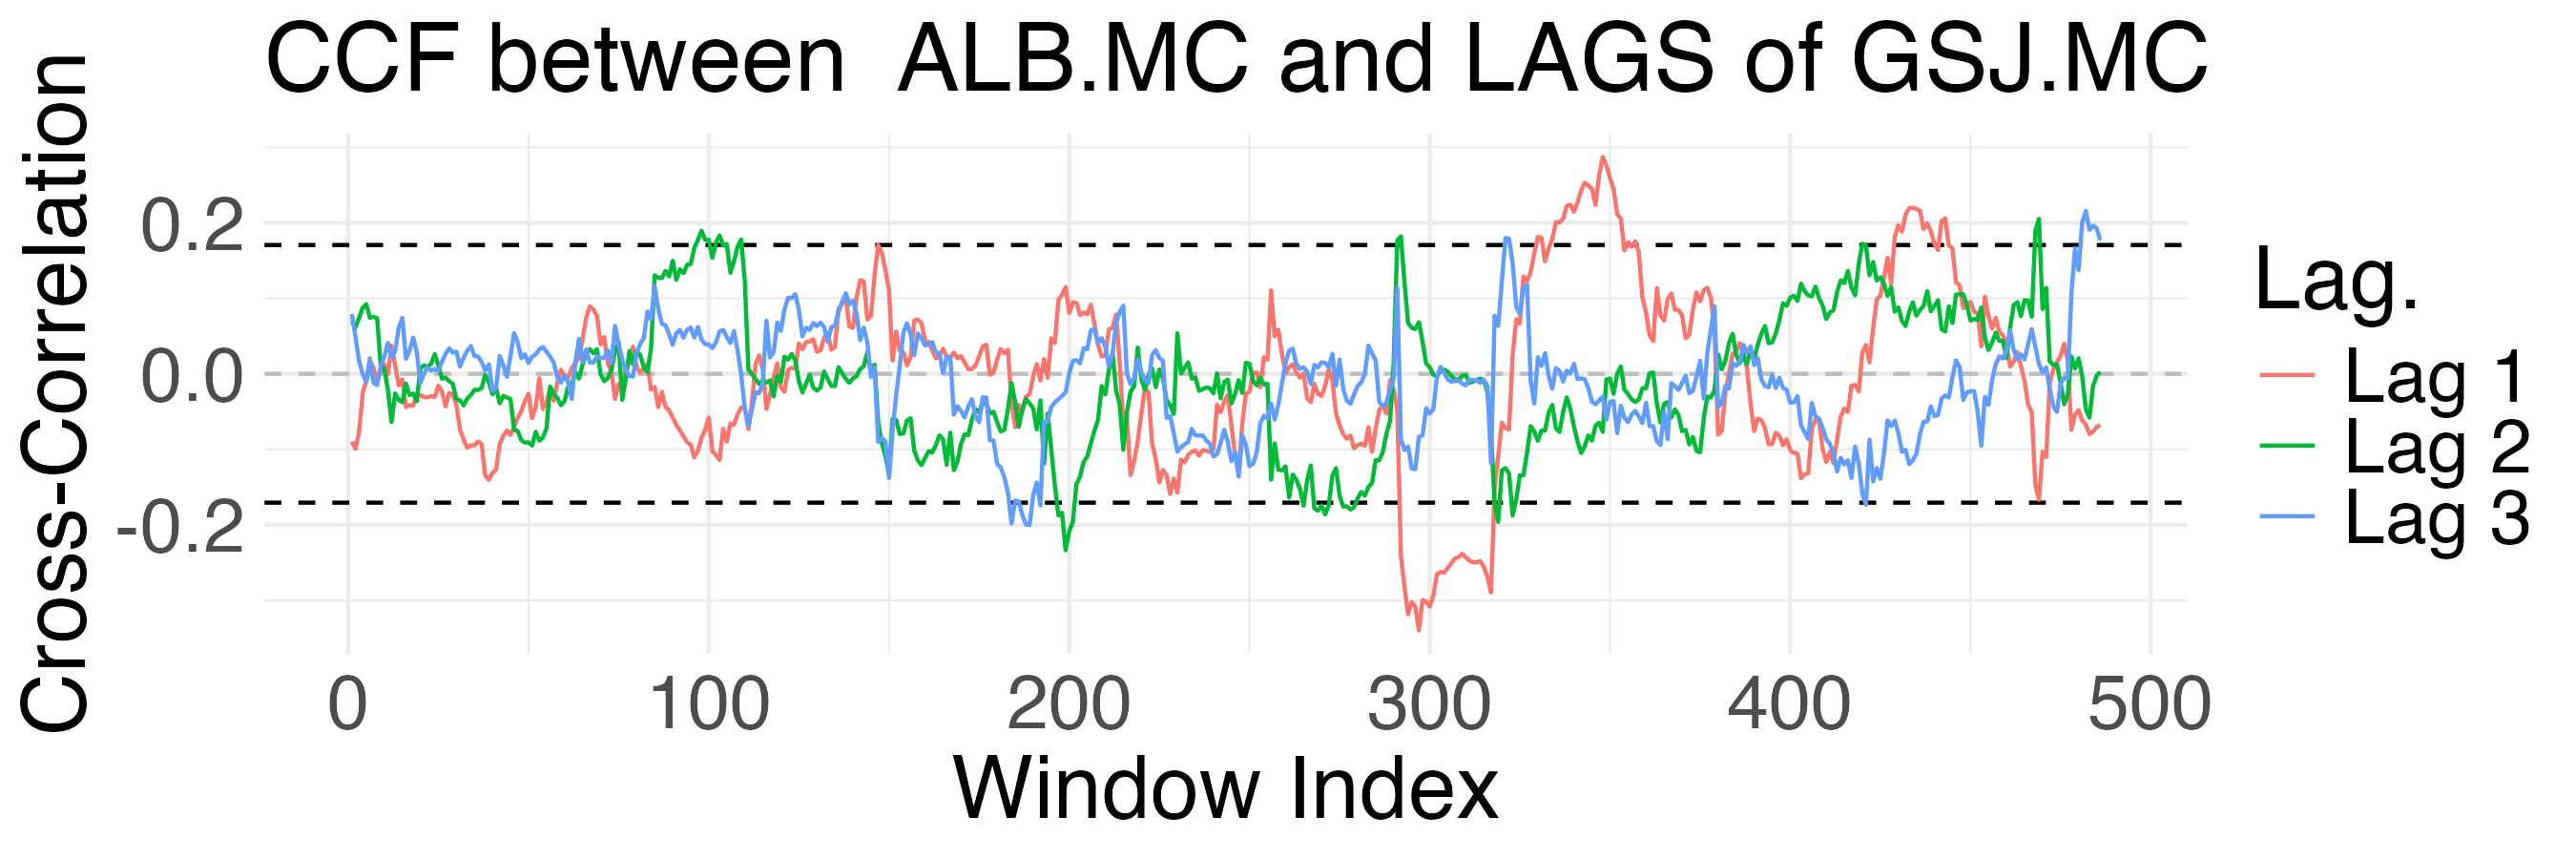 CCF between  ALB.MC and LAGS of GSJ.MC
Cross-Correlation
0.2
0.0
-0.2
0 100 200 300 400 500
Window Index
Lag.
Lag 1
Lag 2
Lag 3